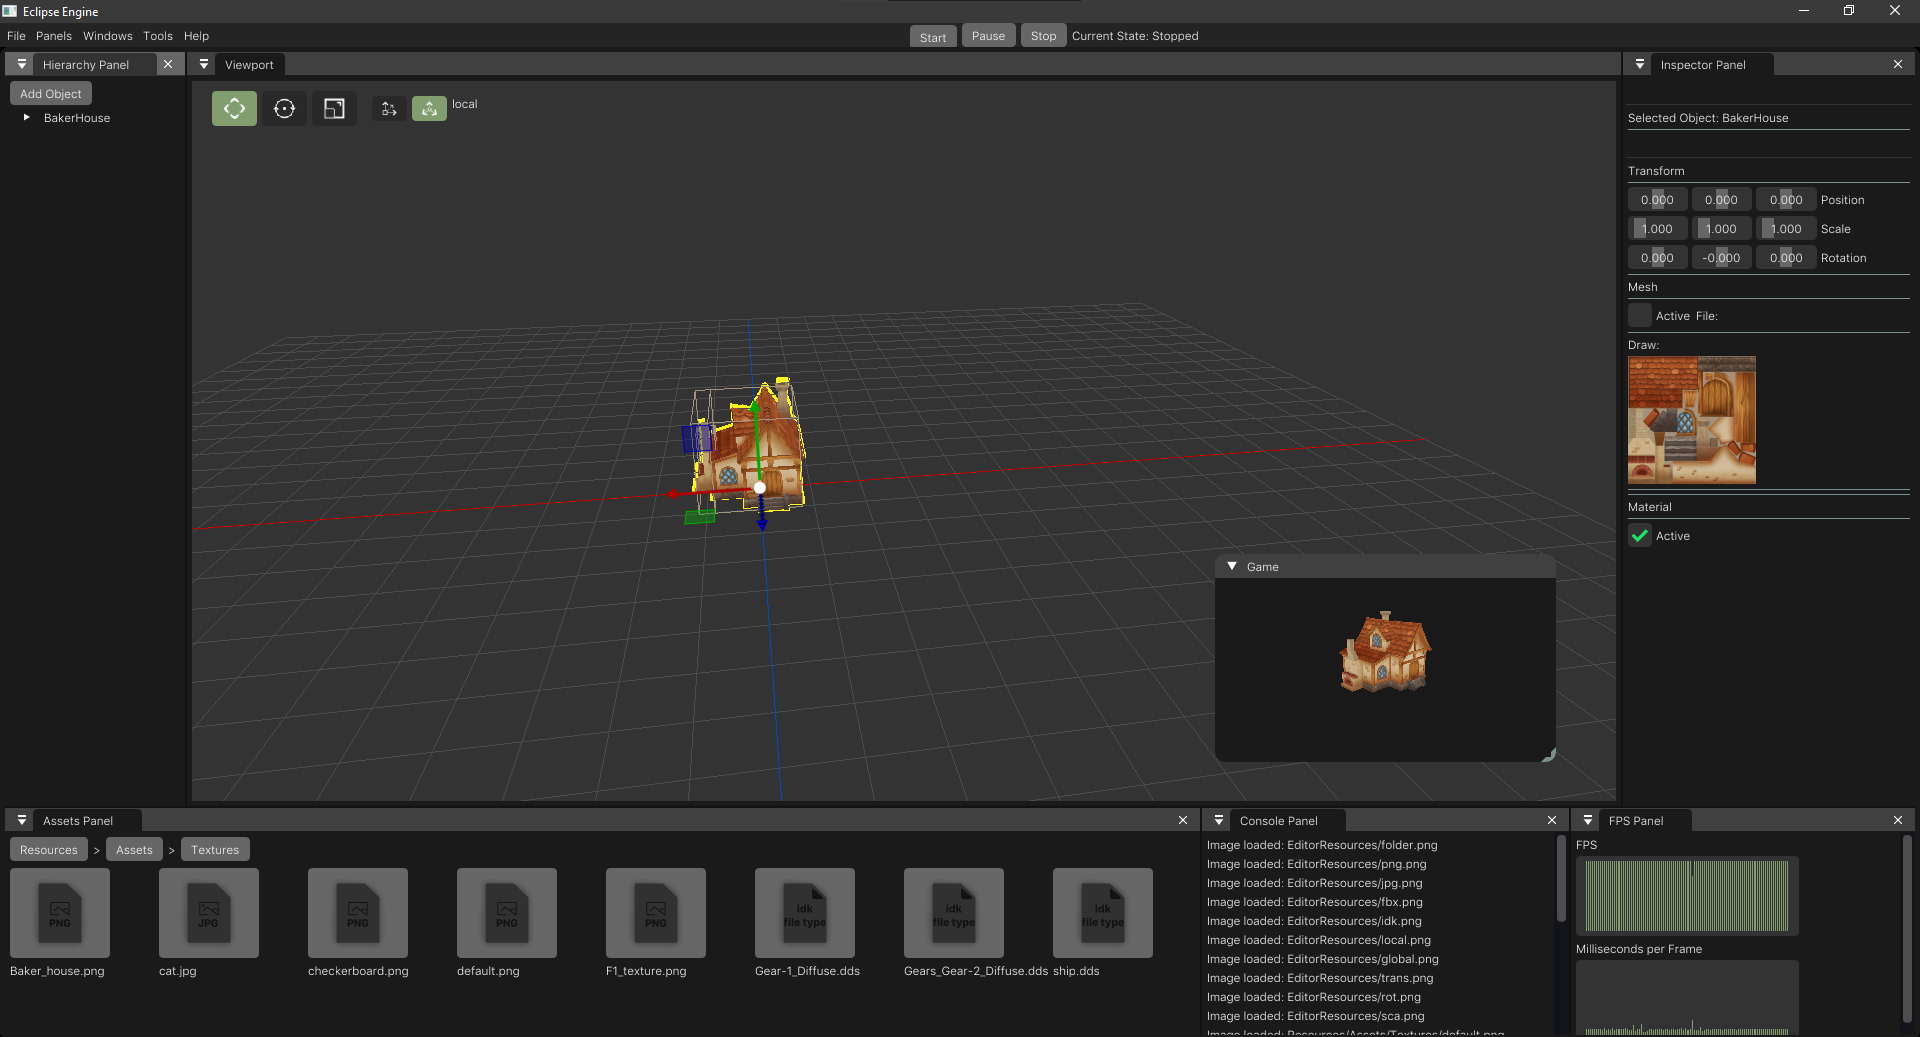 Eclipse Engine
File Panels Windows Tools Help
Start Pause Stop Current State: Stopped
Hierarchy Panel
Add Object
BakerHouse
Viewport
local
Game
Inspector Panel
Selected Object: BakerHouse
Transform
0.000 0.000 0.000 Position
1.000 1.000 1.000 Scale
0.000 -0.000 0.000 Rotation
Mesh
Active File:
Draw:
Material
Active
Assets Panel
Resources > Assets > Textures
PNG JPG PNG PNG PNG idk file type idk file type idk file type
Baker_house.png cat.jpg checkerboard.png default.png F1_texture.png Gear-1_Diffuse.dds Gears_Gear-2_Diffuse.dds ship.dds
Console Panel
Image loaded: EditorResources/folder.png
Image loaded: EditorResources/png.png
Image loaded: EditorResources/jpg.png
Image loaded: EditorResources/fbx.png
Image loaded: EditorResources/idk.png
Image loaded: EditorResources/local.png
Image loaded: EditorResources/global.png
Image loaded: EditorResources/trans.png
Image loaded: EditorResources/rot.png
Image loaded: EditorResources/sca.png
Image loaded: Resources/Assets/Textures/default.png
FPS Panel
FPS
Milliseconds per Frame